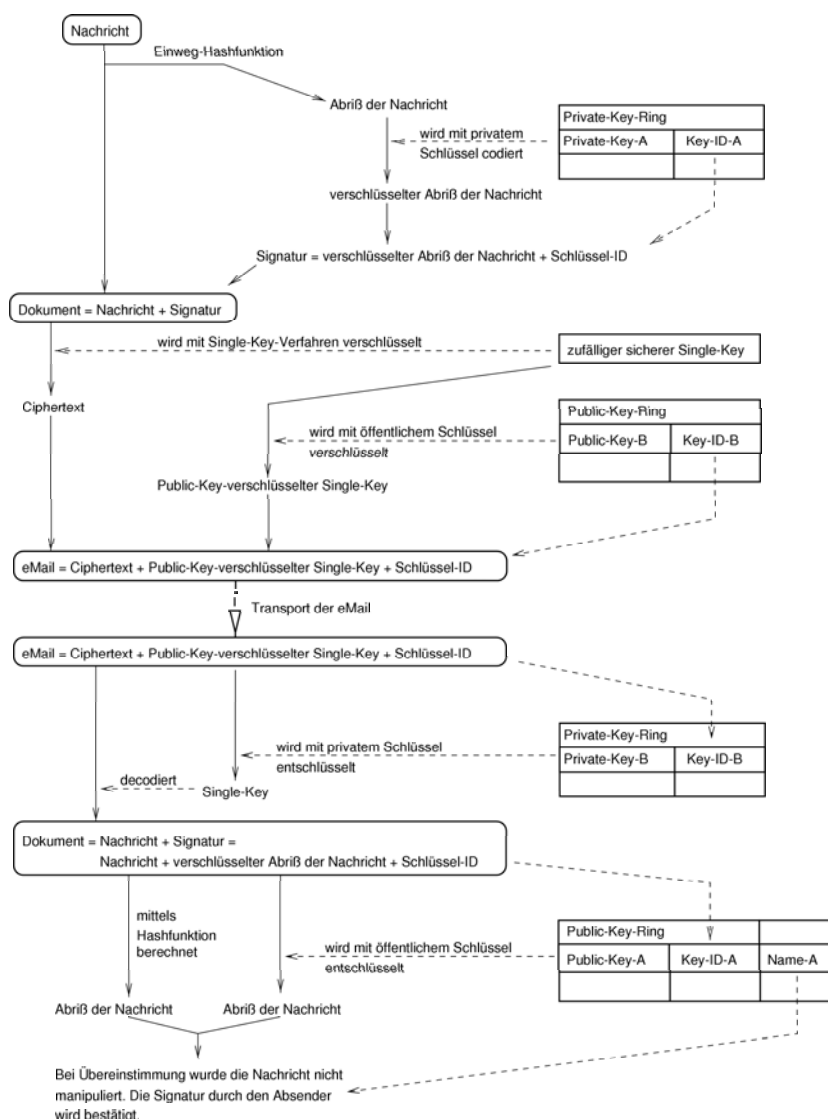 Nachricht
Einweg-Hashfunktion
Abriß der Nachricht
Private-Key-Ring
wird mit privatem
Private-Key-A
Key-ID-A
Schlüssel codiert
verschlüsselter Abriß der Nachricht
Signatur = verschlüsselter Abriß der Nachricht + Schlüssel-ID
Dokument = Nachricht + Signatur
wird mit Single-Key-Verfahren verschlüsselt
zufälliger sicherer Single-Key
Ciphertext
Public-Key-Ring
wird mit öffentlichem Schlüssel
Public-Key-B
Key-ID-B
verschlüsselt
Public-Key-verschlüsselter Single-Key
eMail = Ciphertext + Public-Key-verschlüsselter Single-Key + Schlüssel-ID
Transport der eMail
eMail = Ciphertext + Public-Key-verschlüsselter Single-Key + Schlüssel-ID
Private-Key-Ring
wird mit privatem Schlüssel
Private-Key-B
Key-ID-B
entschlüsselt
decodiert
Single-Key
Dokument = Nachricht + Signatur =
Nachricht + verschlüsselter Abriß der Nachricht + Schlüssel-ID
mittels
Hashfunktion
berechnet
Public-Key-Ring
wird mit öffentlichem Schlüssel
Public-Key-A
Key-ID-A
Name-A
entschlüsselt
Abriß der Nachricht
Abriß der Nachricht
Bei Übereinstimmung wurde die Nachricht nicht
manipuliert. Die Signatur durch den Absender
wird bestätigt.